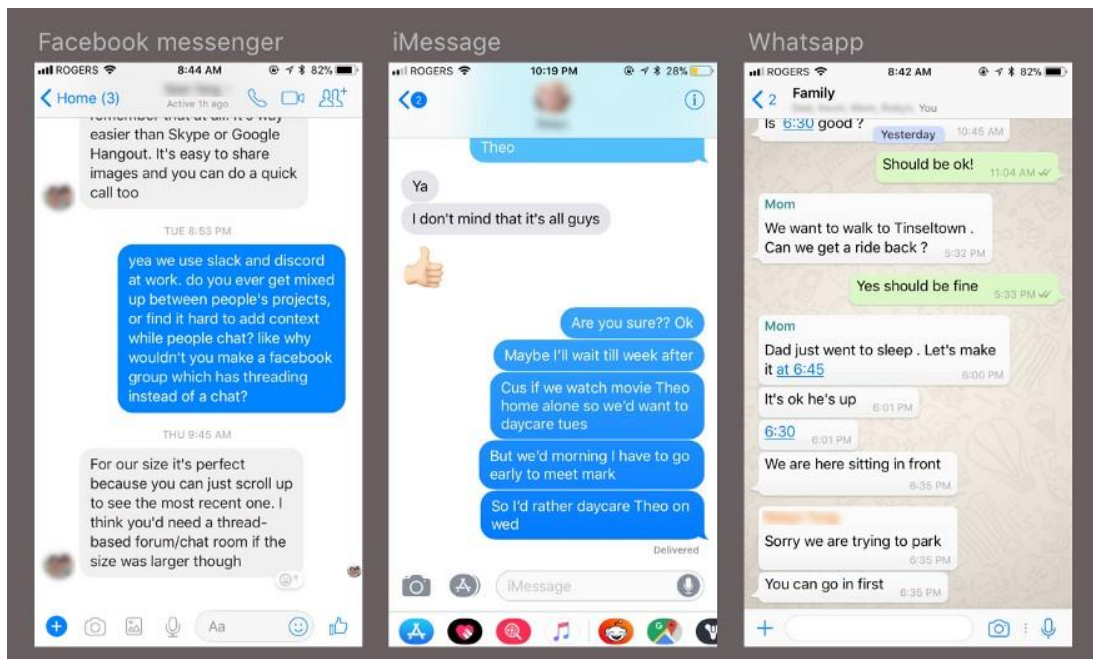 Facebook messenger
ROGERS 8:44 AM 82%
Home (3)
Active 1h ago
remember that at all. It's way
easier than Skype or Google
Hangout. It's easy to share
images and you can do a quick
call too
TUE 8:53 PM
yea we use slack and discord
at work. do you ever get mixed
up between people's projects,
or find it hard to add context
while people chat? like why
wouldn't you make a facebook
group which has threading
instead of a chat?
THU 9:45 AM
For our size it's perfect
because you can just scroll up
to see the most recent one. I
think you'd need a thread-
based forum/chat room if the
size was larger though
Aa
iMessage
ROGERS 10:19 PM 28%
2
Theo
Ya
I don't mind that it's all guys
Are you sure?? Ok
Maybe I'll wait till week after
Cus if we watch movie Theo
home alone so we'd want to
daycare tues
But we'd morning I have to go
early to meet mark
So I'd rather daycare Theo on
wed
Delivered
iMessage
Whatsapp
ROGERS 8:42 AM 82%
2 Family
You
Is 6:30 good ? 10:45 AM
Yesterday
Should be ok! 11:04 AM
Mom
We want to walk to Tinseltown .
Can we get a ride back ? 5:32 PM
Yes should be fine 5:33 PM
Mom
Dad just went to sleep . Let's make
it at 6:45 6:00 PM
It's ok he's up 6:01 PM
6:30 6:01 PM
We are here sitting in front
6:35 PM
Sorry we are trying to park
6:35 PM
You can go in first 6:35 PM